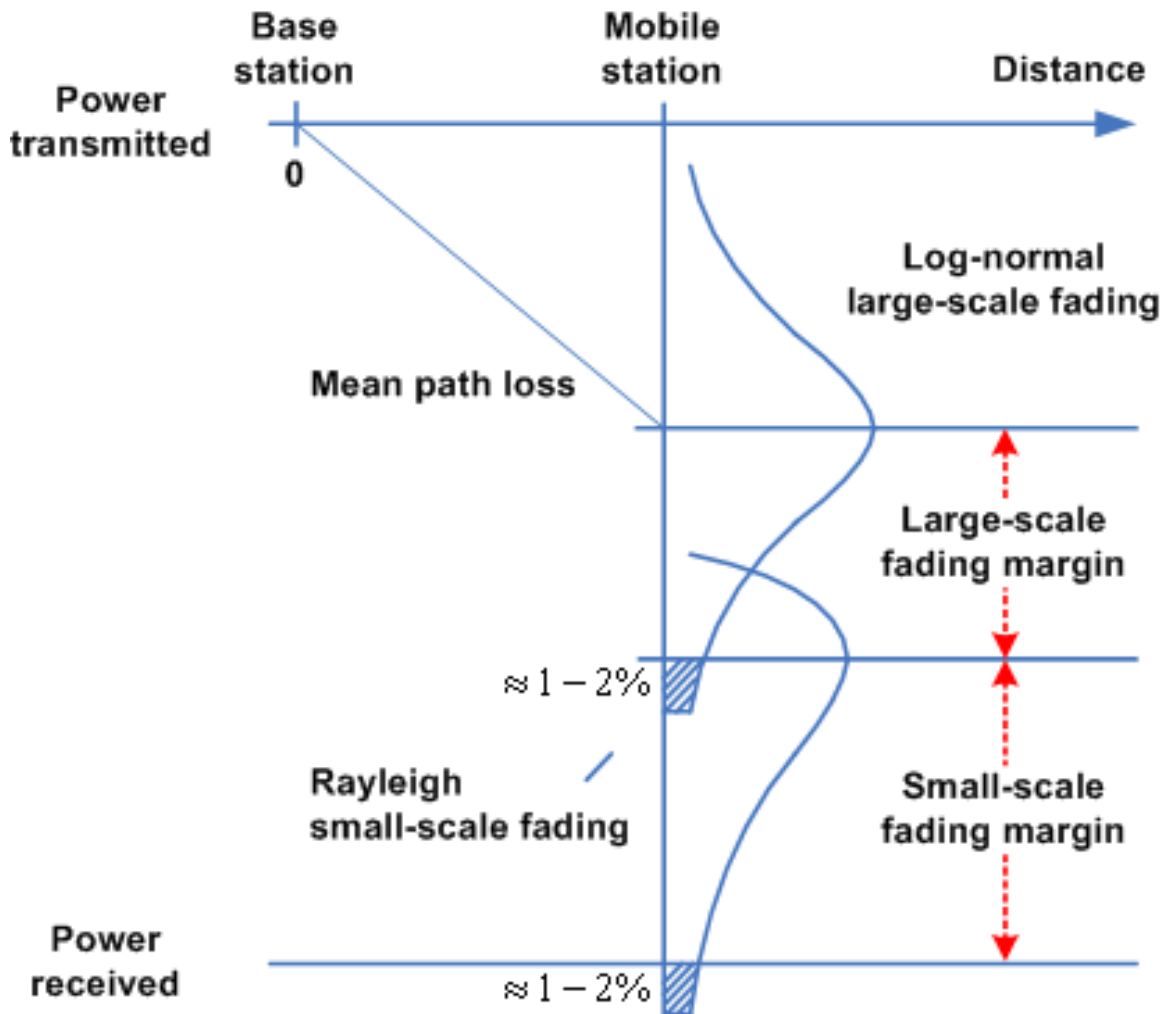 Base
station
Mobile
station
Distance
Power
transmitted
0
Log-normal
large-scale fading
Mean path loss
Large-scale
fading margin
≈ 1 – 2%
Rayleigh
small-scale fading
Small-scale
fading margin
Power
received
≈ 1 – 2%